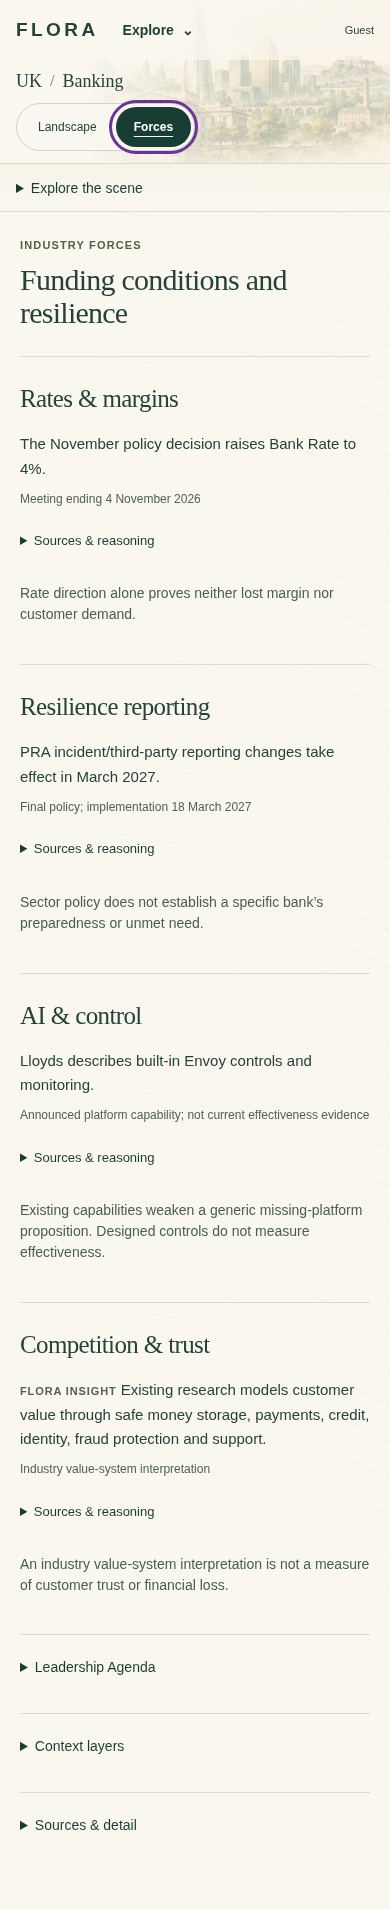 FLORA Explore Guest
UK / Banking
Landscape Forces
Explore the scene
INDUSTRY FORCES
Funding conditions and
resilience
Rates & margins
The November policy decision raises Bank Rate to
4%.
Meeting ending 4 November 2026
Sources & reasoning
Rate direction alone proves neither lost margin nor
customer demand.
Resilience reporting
PRA incident/third-party reporting changes take
effect in March 2027.
Final policy; implementation 18 March 2027
Sources & reasoning
Sector policy does not establish a specific bank’s
preparedness or unmet need.
AI & control
Lloyds describes built-in Envoy controls and
monitoring.
Announced platform capability; not current effectiveness evidence
Sources & reasoning
Existing capabilities weaken a generic missing-platform
proposition. Designed controls do not measure
effectiveness.
Competition & trust
FLORA INSIGHT Existing research models customer
value through safe money storage, payments, credit,
identity, fraud protection and support.
Industry value-system interpretation
Sources & reasoning
An industry value-system interpretation is not a measure
of customer trust or financial loss.
Leadership Agenda
Context layers
Sources & detail